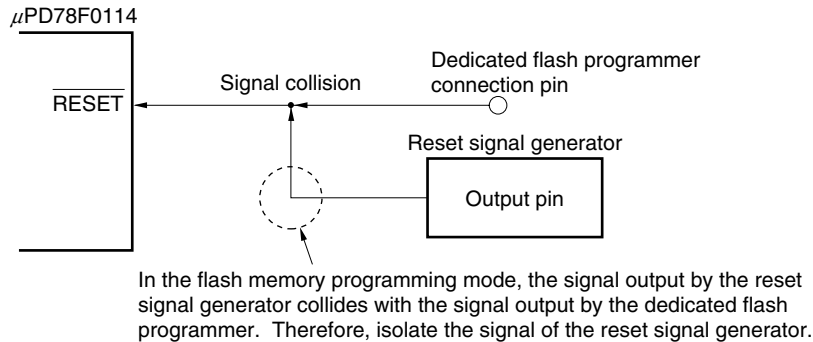 μPD78F0114
Dedicated flash programmer
connection pin
Signal collision
RESET
Reset signal generator
Output pin
In the flash memory programming mode, the signal output by the reset
signal generator collides with the signal output by the dedicated flash
programmer.  Therefore, isolate the signal of the reset signal generator.